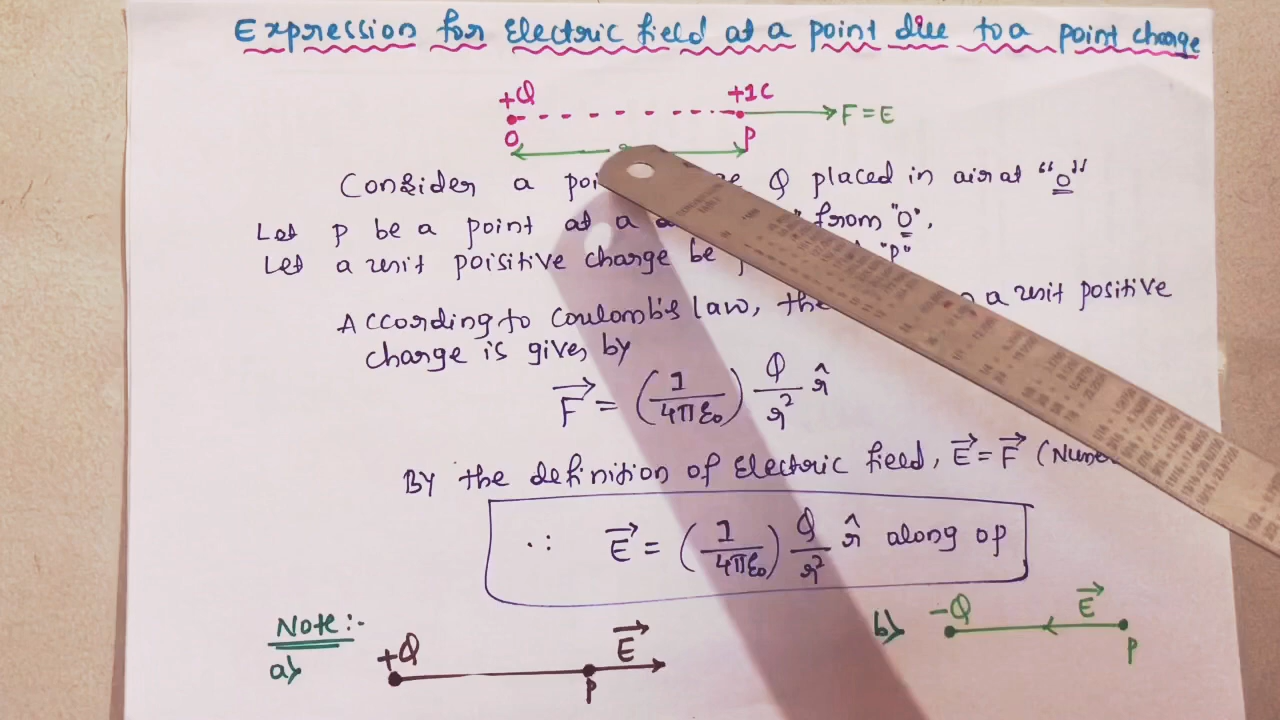 Expression for Electric field at a point due to a point charge
+Q +1C
F = E
O P
Consider a Q placed in air at "O"
Let P be a point at a from "O".
Let a unit poisitive charge be "P"
According to Coulomb's law, the a unit positive
charge is given by
F⃗ = (1/4πε₀) Q/r² r̂
By the definition of Electric field, E⃗ = F⃗
∴ E⃗ = (1/4πε₀) Q/r² r̂ along OP
Note:-
a) +Q P E⃗
b) -Q E⃗ P